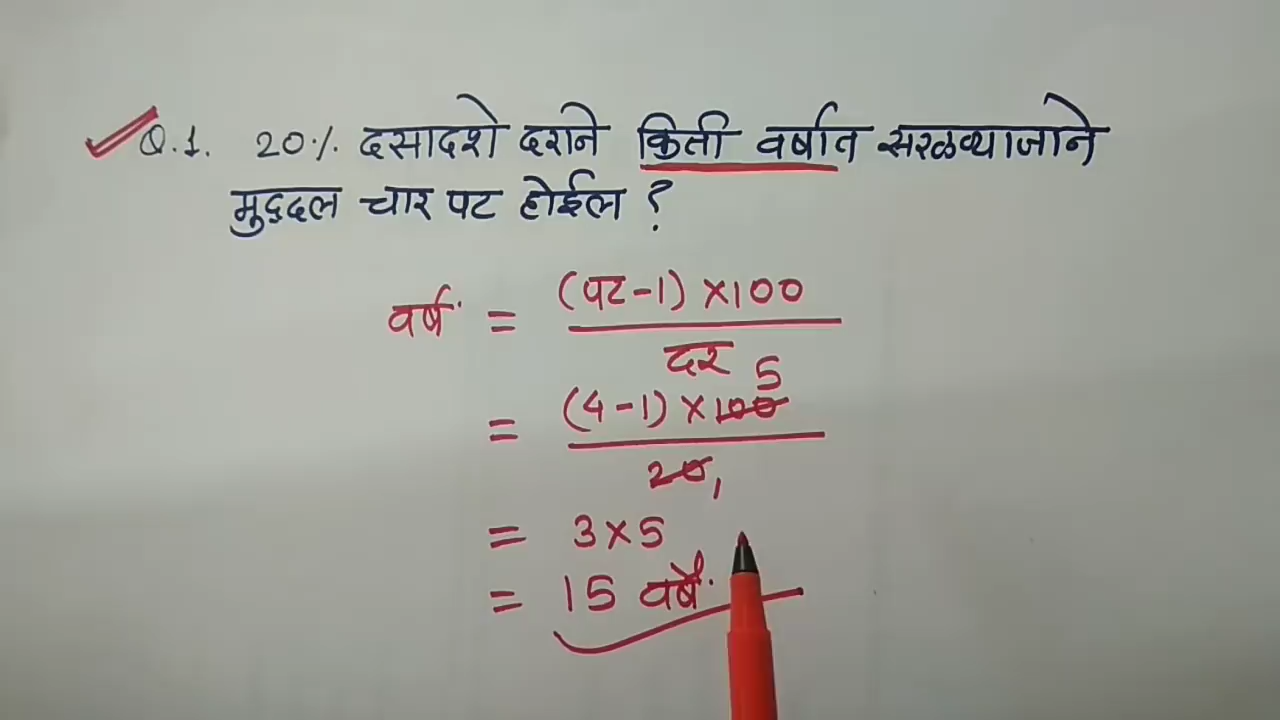 Q.1. 20% दसादशे दराने किती वर्षात सरळव्याजाने
मुद्दल चार पट होईल ?
वर्षे = (पट-1) ×100
दर
5
= (4-1) ×100
20, 1
= 3×5
= 15 वर्षे.